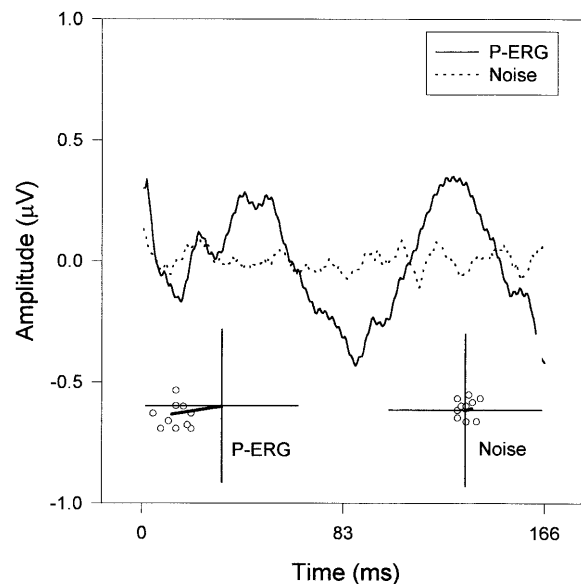 1.0
P-ERG
Noise
0.5
Amplitude (µV)
0.0
-0.5
P-ERG
Noise
-1.0
0
83
166
Time (ms)